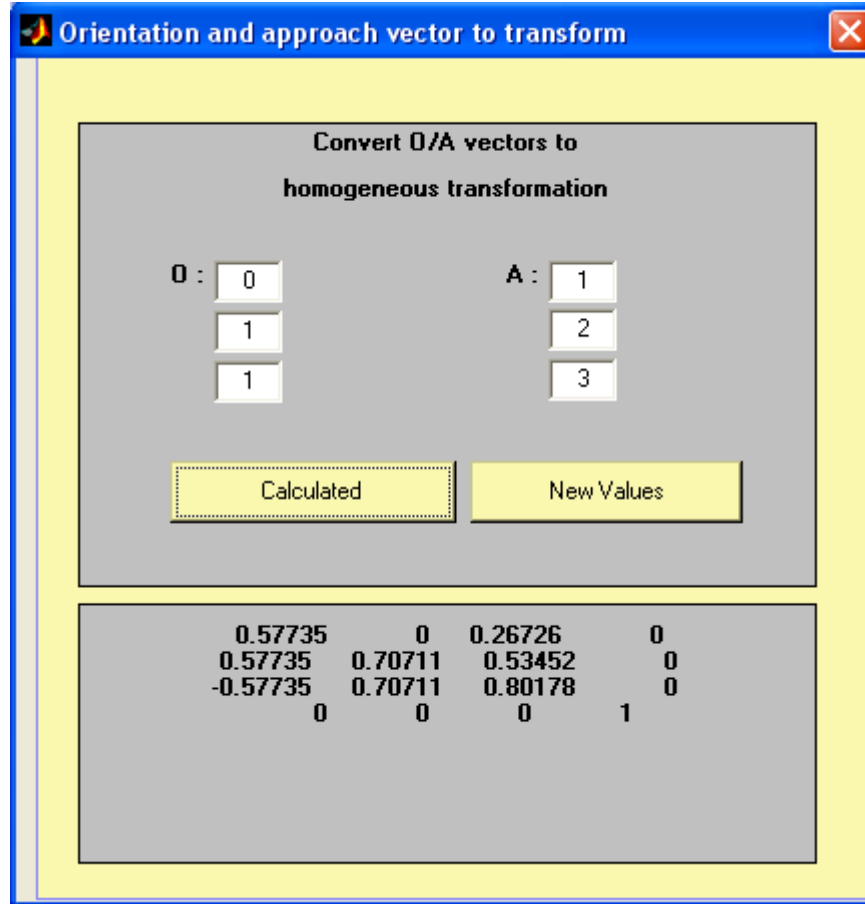 Orientation and approach vector to transform
Convert O/A vectors to
homogeneous transformation
O : 0 A : 1
1 2
1 3
Calculated New Values
0.57735 0 0.26726 0
0.57735 0.70711 0.53452 0
-0.57735 0.70711 0.80178 0
0 0 0 1